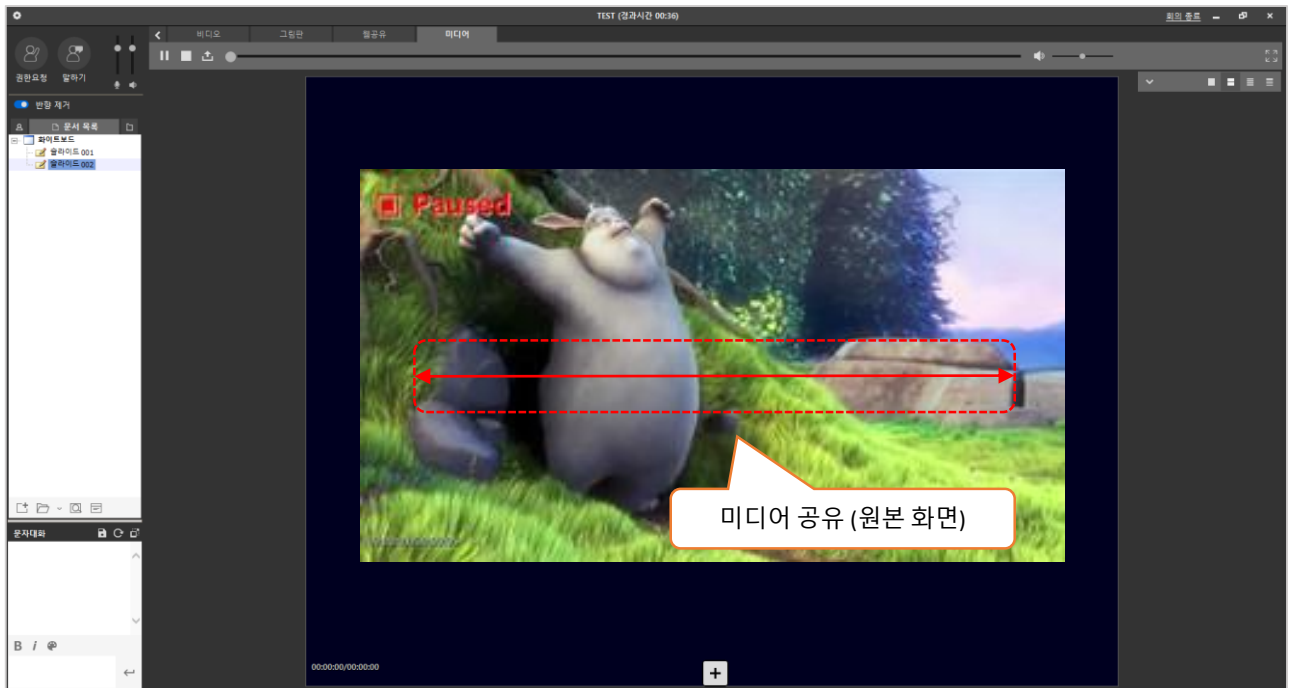 TEST (경과시간 00:36)
회의 종료
비디오
그림판
웹공유
미디어
권한요청
말하기
반향 제거
문서 목록
화이트보드
슬라이드 001
슬라이드 002
Paused
미디어 공유 (원본 화면)
문자대화
B i
00:00:00/00:00:00